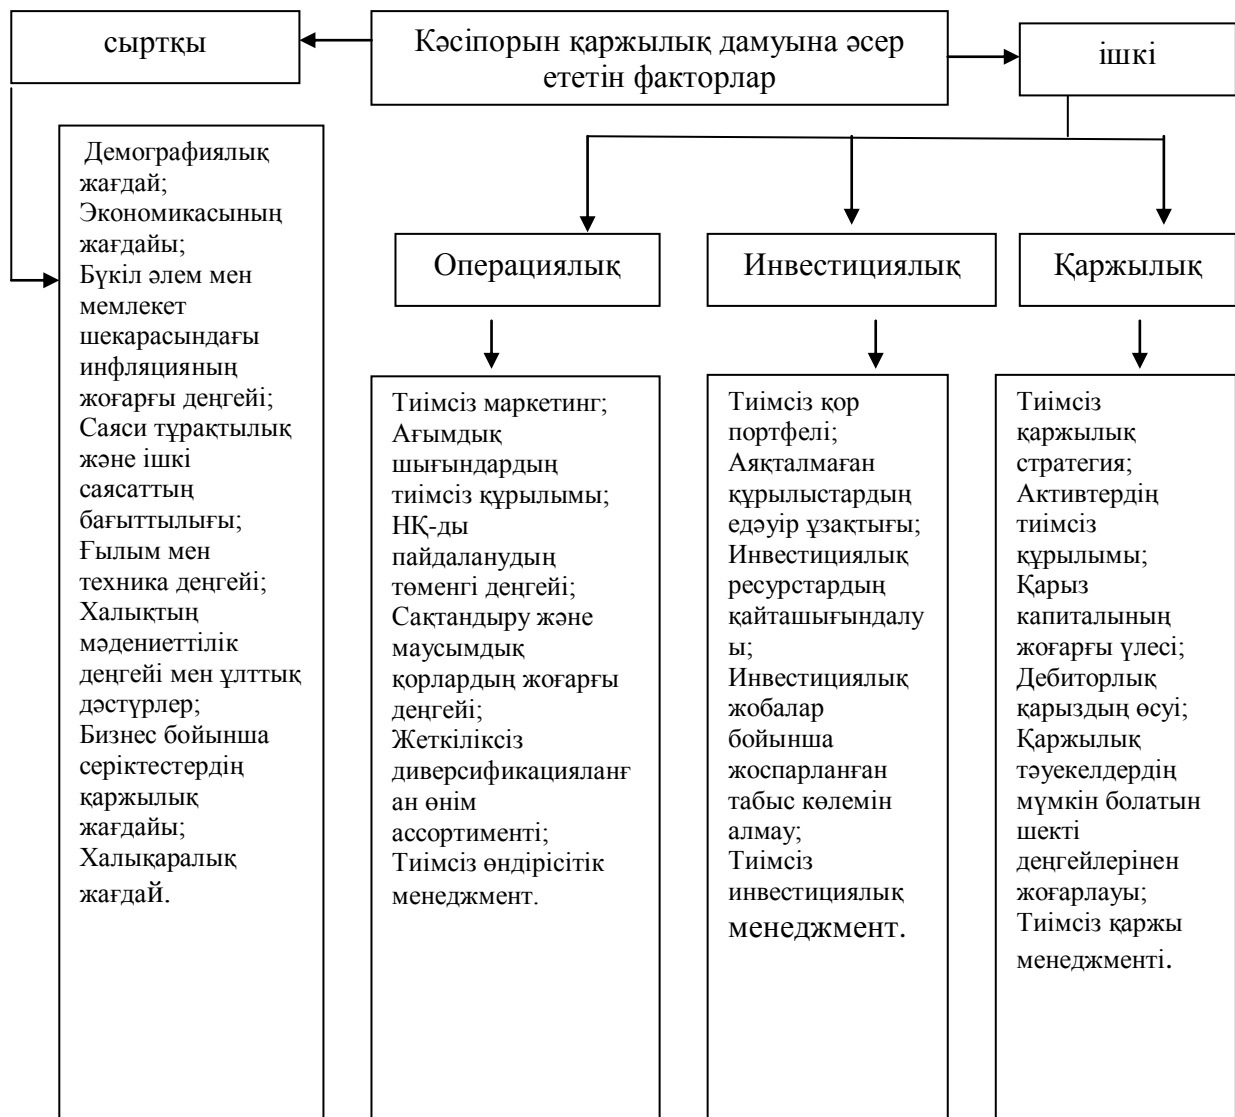 сыртқы
Кәсіпорын қаржылық дамуына әсер
ететін факторлар
ішкі
Демографиялық
жағдай;
Экономикасының
жағдайы;
Бүкіл әлем мен
мемлекет
шекарасындағы
инфляцияның
жоғарғы деңгейі;
Саяси тұрақтылық
және ішкі
саясаттың
бағыттылығы;
Ғылым мен
техника деңгейі;
Халықтың
мәдениеттілік
деңгейі мен ұлттық
дәстүрлер;
Бизнес бойынша
серіктестердің
қаржылық
жағдайы;
Халықаралық
жағдай.
Операциялық
Тиімсіз маркетинг;
Ағымдық
шығындардың
тиімсіз құрылымы;
НҚ-ды
пайдаланудың
төменгі деңгейі;
Сақтандыру және
маусымдық
қорлардың жоғарғы
деңгейі;
Жеткіліксіз
диверсификацияланғ
ан өнім
ассортименті;
Тиімсіз өндірісітік
менеджмент.
Инвестициялық
Тиімсіз қор
портфелі;
Аяқталмаған
құрылыстардың
едәуір ұзақтығы;
Инвестициялық
ресурстардың
қайташығындалу
ы;
Инвестициялық
жобалар
бойынша
жоспарланған
табыс көлемін
алмау;
Тиімсіз
инвестициялық
менеджмент.
Қаржылық
Тиімсіз
қаржылық
стратегия;
Активтердің
тиімсіз
құрылымы;
Қарыз
капиталының
жоғарғы үлесі;
Дебиторлық
қарыздың өсуі;
Қаржылық
тәуекелдердің
мүмкін болатын
шекті
деңгейлерінен
жоғарлауы;
Тиімсіз қаржы
менеджменті.